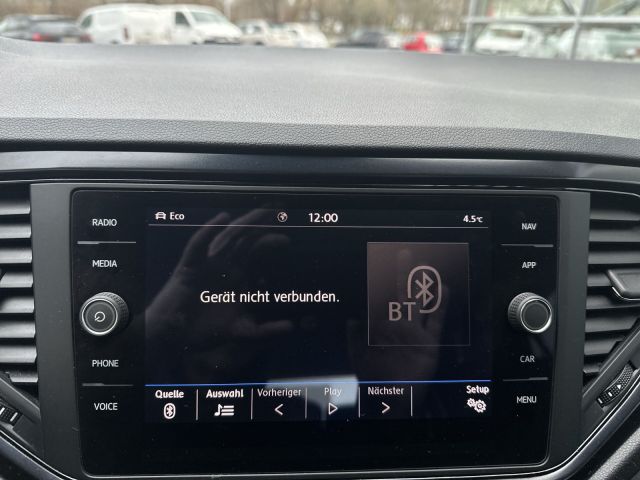 RADIO
MEDIA
PHONE
VOICE
Eco
12:00
4.5°C
Gerät nicht verbunden.
BT
Quelle
Auswahl
Vorheriger
Play
Nächster
Setup
NAV
APP
CAR
MENU